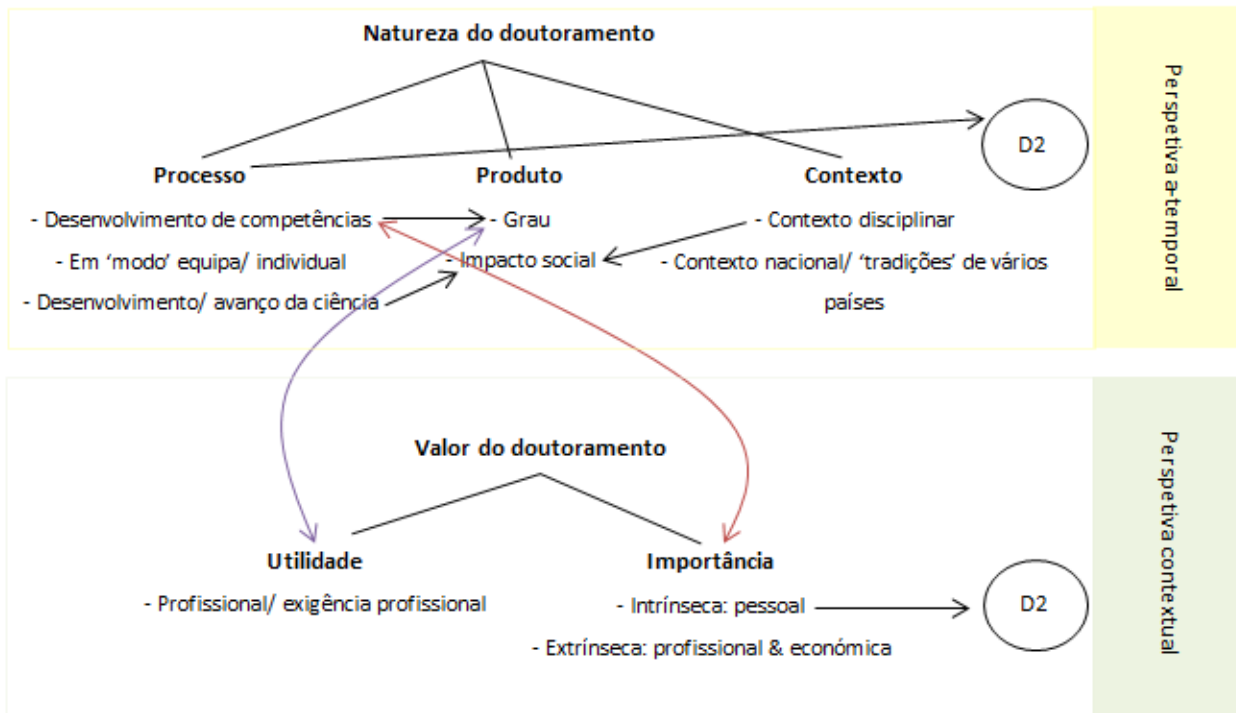 Natureza do doutoramento
Processo
Produto
Contexto
- Desenvolvimento de competências
- Em ‘modo’ equipa/ individual
- Desenvolvimento/ avanço da ciência
- Grau
- Impacto social
- Contexto disciplinar
- Contexto nacional/ ‘tradições’ de vários
países
D2
Perspetiva a-temporal
Valor do doutoramento
Utilidade
- Profissional/ exigência profissional
Importância
- Intrínseca: pessoal
- Extrínseca: profissional & económica
D2
Perspetiva contextual